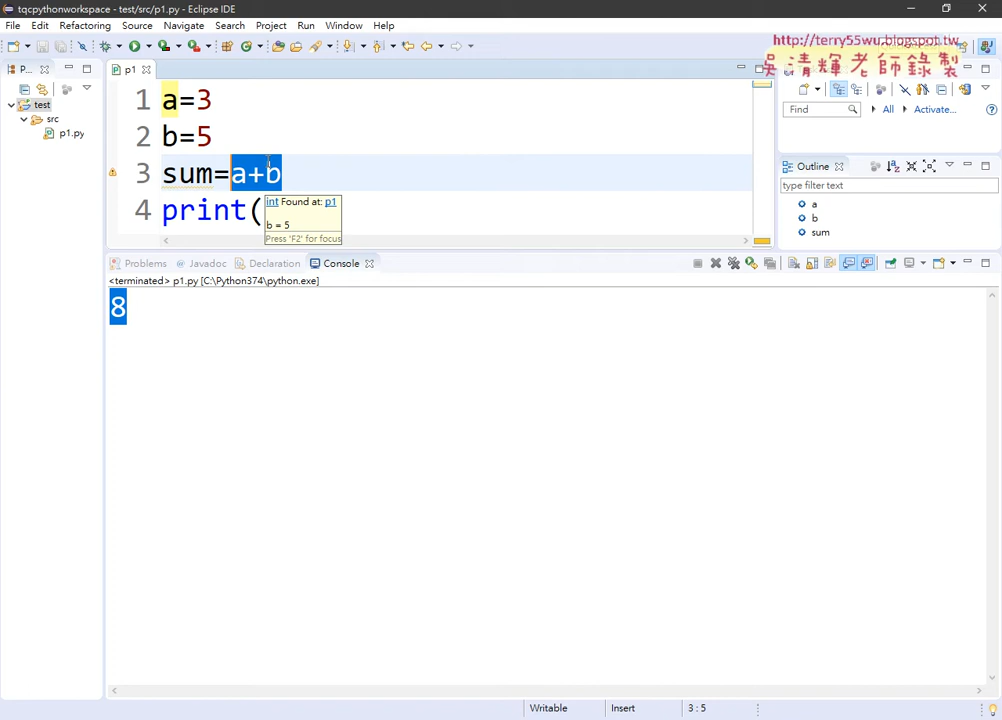 tqcpythonworkspace - test/src/p1.py - Eclipse IDE
File Edit Refactoring Source Navigate Search Project Run Window Help
http://terry55wu.blogspot.tw
吳清輝老師錄製
P...
p1
test
src
p1.py
1 a=3
2 b=5
3 sum=a+b
4 print(
int Found at: p1
b = 5
Press 'F2' for focus
Find
All
Activate...
Outline
type filter text
a
b
sum
Problems
Javadoc
Declaration
Console
<terminated> p1.py [C:\Python374\python.exe]
8
Writable
Insert
3 : 5